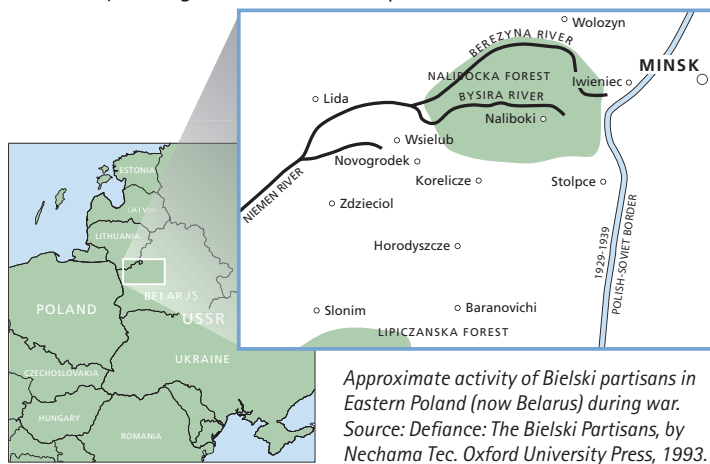 Wolozyn
BEREZYNA RIVER
MINSK
NALIBOCKA FOREST
Iwieniec
Lida
BYSIRA RIVER
Naliboki
Wsielub
Novogrodek
Korelicze
Stolpce
NIEMEN RIVER
Zdzieciol
Horodyszcze
1929-1939
POLISH-SOVIET BORDER
Slonim
Baranovichi
LIPICZANSKA FOREST
ESTONIA
LATVIA
LITHUANIA
POLAND
BELARUS
USSR
UKRAINE
CZECHOSLOVAKIA
HUNGARY
ROMANIA
Approximate activity of Bielski partisans in
Eastern Poland (now Belarus) during war.
Source: Defiance: The Bielski Partisans, by
Nechama Tec. Oxford University Press, 1993.